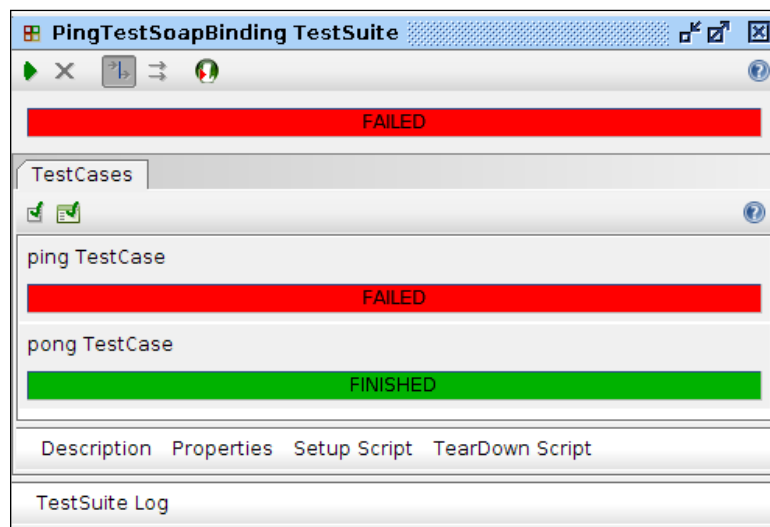 PingTestSoapBinding TestSuite
FAILED
TestCases
ping TestCase
FAILED
pong TestCase
FINISHED
Description Properties Setup Script TearDown Script
TestSuite Log